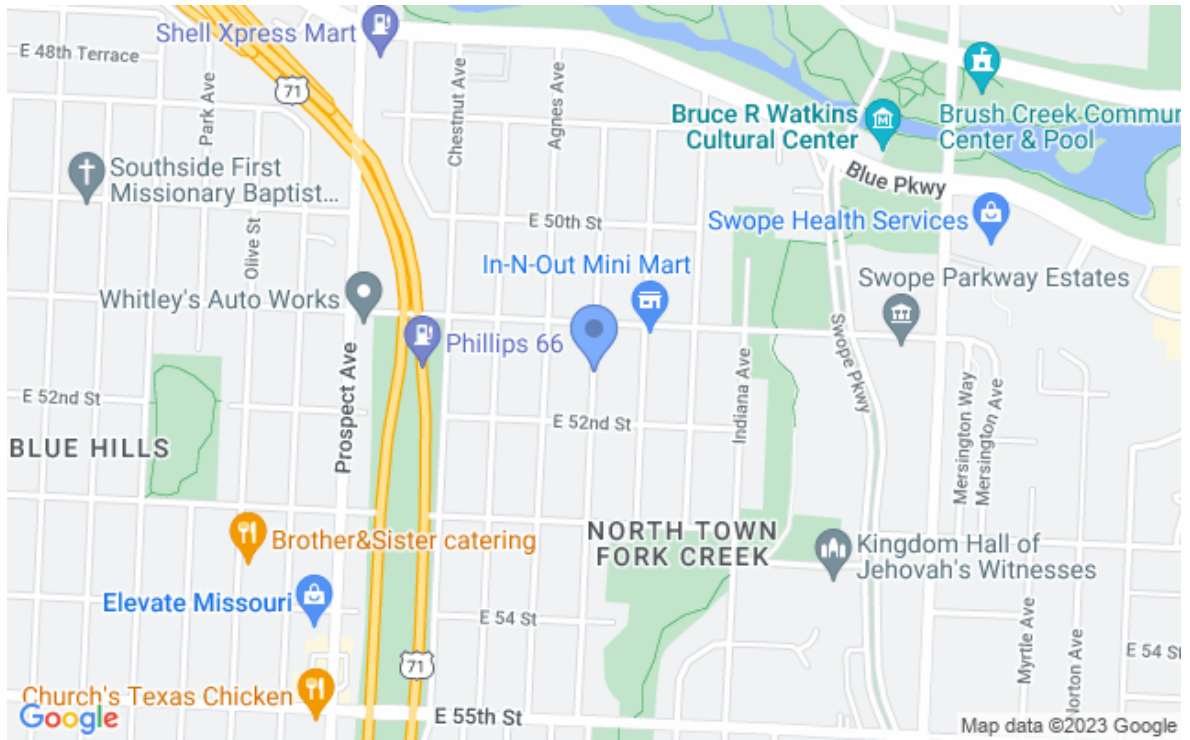 Shell Xpress Mart
E 48th Terrace
71
Park Ave
Chestnut Ave
Agnes Ave
Bruce R Watkins
Cultural Center
Brush Creek Commun
Center & Pool
Southside First
Missionary Baptist...
Blue Pkwy
Olive St
E 50th St
Swope Health Services
In-N-Out Mini Mart
Whitley's Auto Works
Swope Parkway Estates
Phillips 66
Prospect Ave
Swope Pkwy
Indiana Ave
E 52nd St
E 52nd St
Mersington Way
Mersington Ave
BLUE HILLS
NORTH TOWN
FORK CREEK
Brother&Sister catering
Kingdom Hall of
Jehovah's Witnesses
Elevate Missouri
E 54 St
Myrtle Ave
Norton Ave
E 54 St
71
Church's Texas Chicken
E 55th St
Google
Map data ©2023 Google